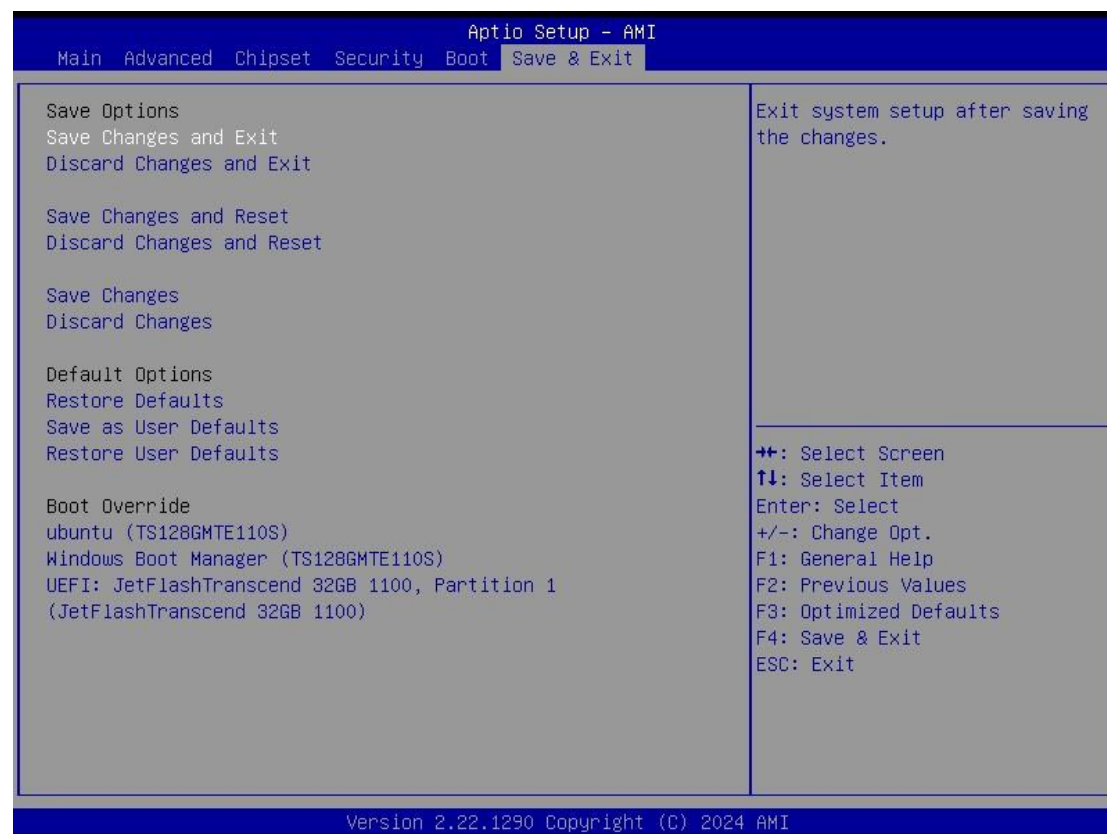 Aptio Setup - AMI
Main Advanced Chipset Security Boot Save & Exit
Save Options
Save Changes and Exit
Discard Changes and Exit
Save Changes and Reset
Discard Changes and Reset
Save Changes
Discard Changes
Default Options
Restore Defaults
Save as User Defaults
Restore User Defaults
Boot Override
ubuntu (TS128GMTE110S)
Windows Boot Manager (TS128GMTE110S)
UEFI: JetFlashTranscend 32GB 1100, Partition 1
(JetFlashTranscend 32GB 1100)
Exit system setup after saving
the changes.
→←: Select Screen
↑↓: Select Item
Enter: Select
+/-: Change Opt.
F1: General Help
F2: Previous Values
F3: Optimized Defaults
F4: Save & Exit
ESC: Exit
Version 2.22.1290 Copyright (C) 2024 AMI